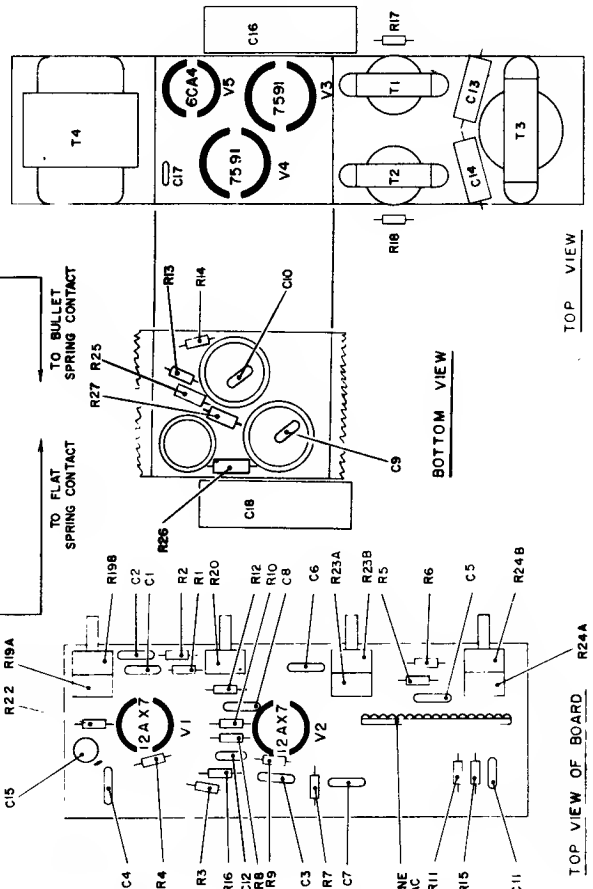 C16
R17
T4
6CA4
V5
7591
V3
7591
V4
C17
T1
C13
T2
C14
T3
R18
TOP VIEW
TO BULLET
SPRING CONTACT
TO FLAT
SPRING CONTACT
R13
R14
R25
R27
C10
C9
R26
C18
BOTTOM VIEW
R19A
R22
C15
R19B
C2
C1
R2
R1
R20
R12
R10
C8
C6
R23A
R23B
R5
R6
C5
R24B
R24A
12AX7
V1
12AX7
V2
C4
R4
R3
R16
C12
R8
R9
C3
R7
C7
NE
AC
R11
R15
C11
TOP VIEW OF BOARD